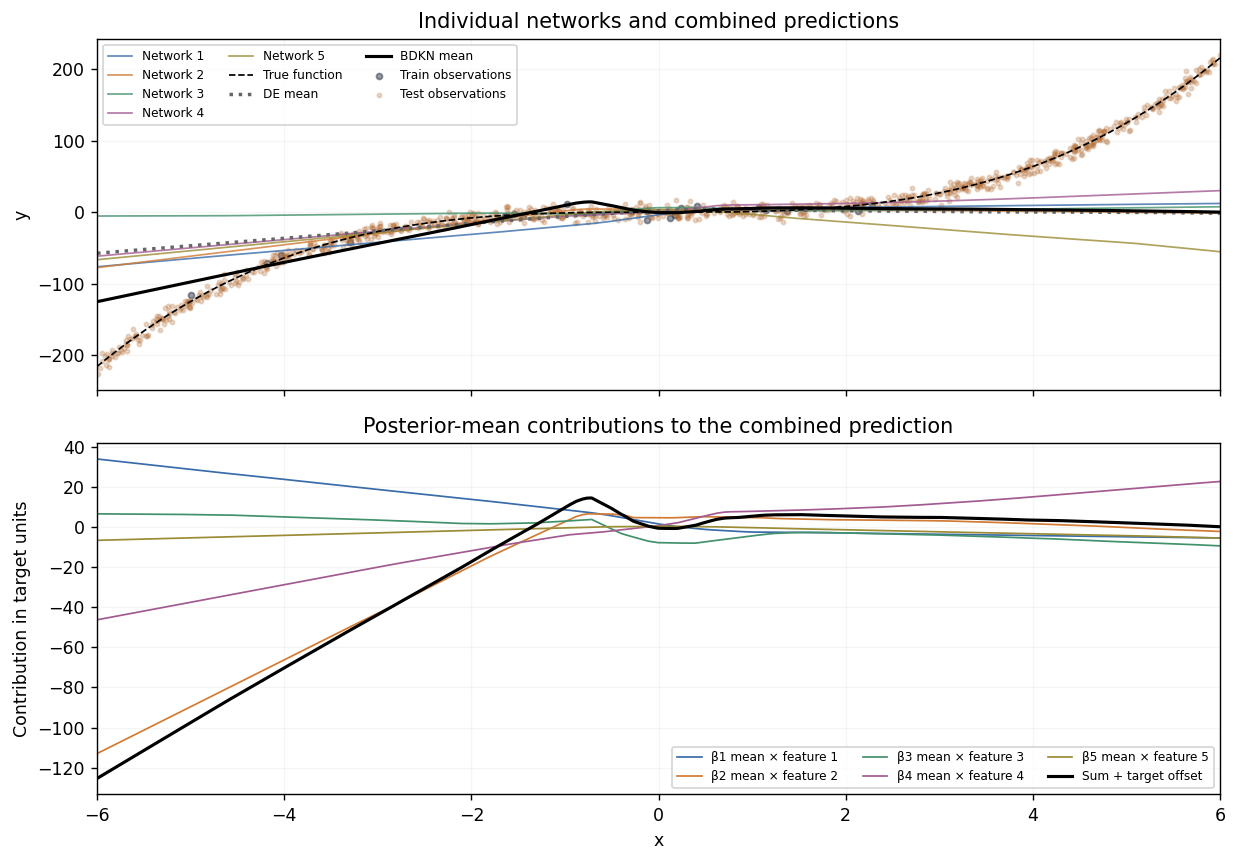 Individual networks and combined predictions
Network 1
Network 2
Network 3
Network 4
Network 5
True function
DE mean
BDKN mean
Train observations
Test observations
y
200
100
0
−100
−200
Posterior-mean contributions to the combined prediction
Contribution in target units
40
20
0
−20
−40
−60
−80
−100
−120
β1 mean × feature 1
β2 mean × feature 2
β3 mean × feature 3
β4 mean × feature 4
β5 mean × feature 5
Sum + target offset
−6 −4 −2 0 2 4 6
x